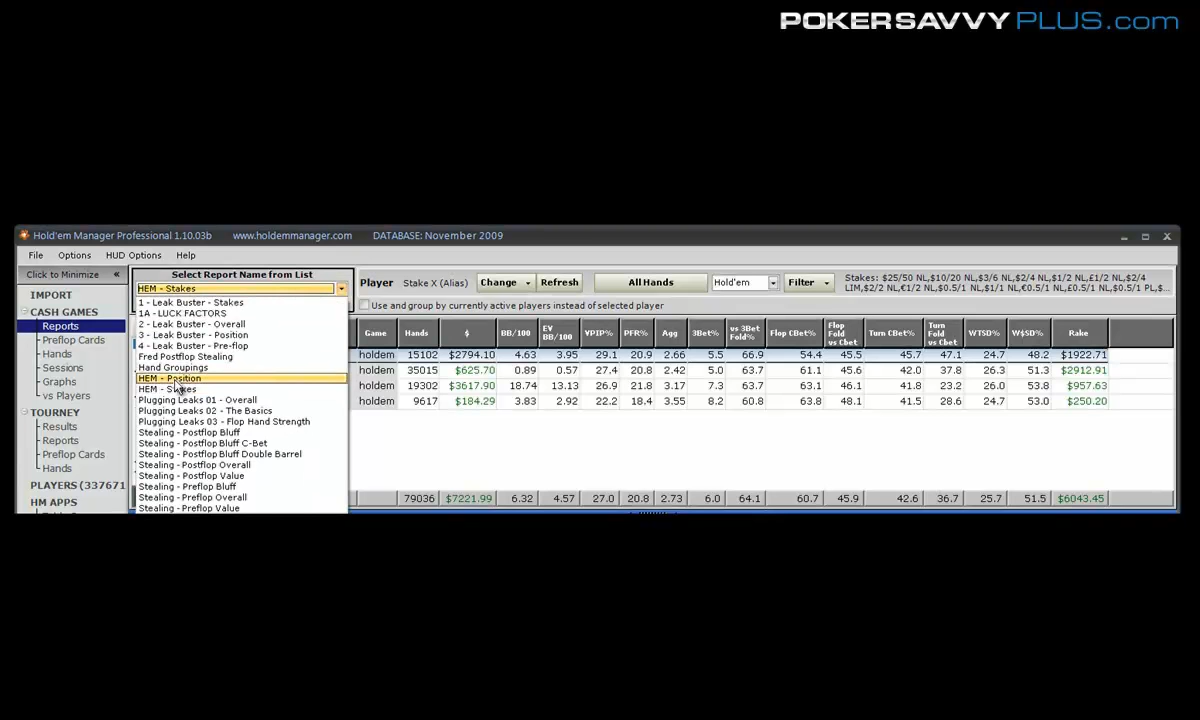 POKERSAVVYPLUS.com
Hold'em Manager Professional 1.10.03b www.holdemmanager.com DATABASE: November 2009
File Options HUD Options Help
Click to Minimize «
Select Report Name from List
HEM - Stakes
Player Stake X (Alias) Change Refresh All Hands Hold'em Filter
Stakes: $25/50 NL,$10/20 NL,$3/6 NL,$2/4 NL,$1/2 NL,£1/2 NL,$2/4
LIM,$2/2 NL,€1/2 NL,$0.5/1 NL,$1/1 NL,€0.5/1 NL,£0.5/1 PL,$...
Use and group by currently active players instead of selected player
IMPORT
CASH GAMES
Reports
Preflop Cards
Hands
Sessions
Graphs
vs Players
TOURNEY
Results
Reports
Preflop Cards
Hands
PLAYERS (337671
HM APPS
1 - Leak Buster - Stakes
1A - LUCK FACTORS
2 - Leak Buster - Overall
3 - Leak Buster - Position
4 - Leak Buster - Pre-flop
Fred Postflop Stealing
Hand Groupings
HEM - Position
HEM - Stakes
Plugging Leaks 01 - Overall
Plugging Leaks 02 - The Basics
Plugging Leaks 03 - Flop Hand Strength
Stealing - Postflop Bluff
Stealing - Postflop Bluff C-Bet
Stealing - Postflop Bluff Double Barrel
Stealing - Postflop Overall
Stealing - Postflop Value
Stealing - Preflop Bluff
Stealing - Preflop Overall
Stealing - Preflop Value
Game Hands $ BB/100 EV BB/100 VPIP% PFR% Agg 3Bet% vs 3Bet Fold% Flop CBet% Flop Fold vs Cbet Turn CBet% Turn Fold vs Cbet WTSD% W$SD% Rake
holdem 15102 $2794.10 4.63 3.95 29.1 20.9 2.66 5.5 66.9 54.4 45.5 45.7 47.1 24.7 48.2 $1922.71
holdem 35015 $625.70 0.89 0.57 27.4 20.8 2.42 5.0 63.7 61.1 45.6 42.0 37.8 26.3 51.3 $2912.91
holdem 19302 $3617.90 18.74 13.13 26.9 21.8 3.17 7.3 63.7 63.1 46.1 41.8 23.2 26.0 53.8 $957.63
holdem 9617 $184.29 3.83 2.92 22.2 18.4 3.55 8.2 60.8 63.8 48.1 41.5 28.6 24.7 53.0 $250.20
79036 $7221.99 6.32 4.57 27.0 20.8 2.73 6.0 64.1 60.7 45.9 42.6 36.7 25.7 51.5 $6043.45